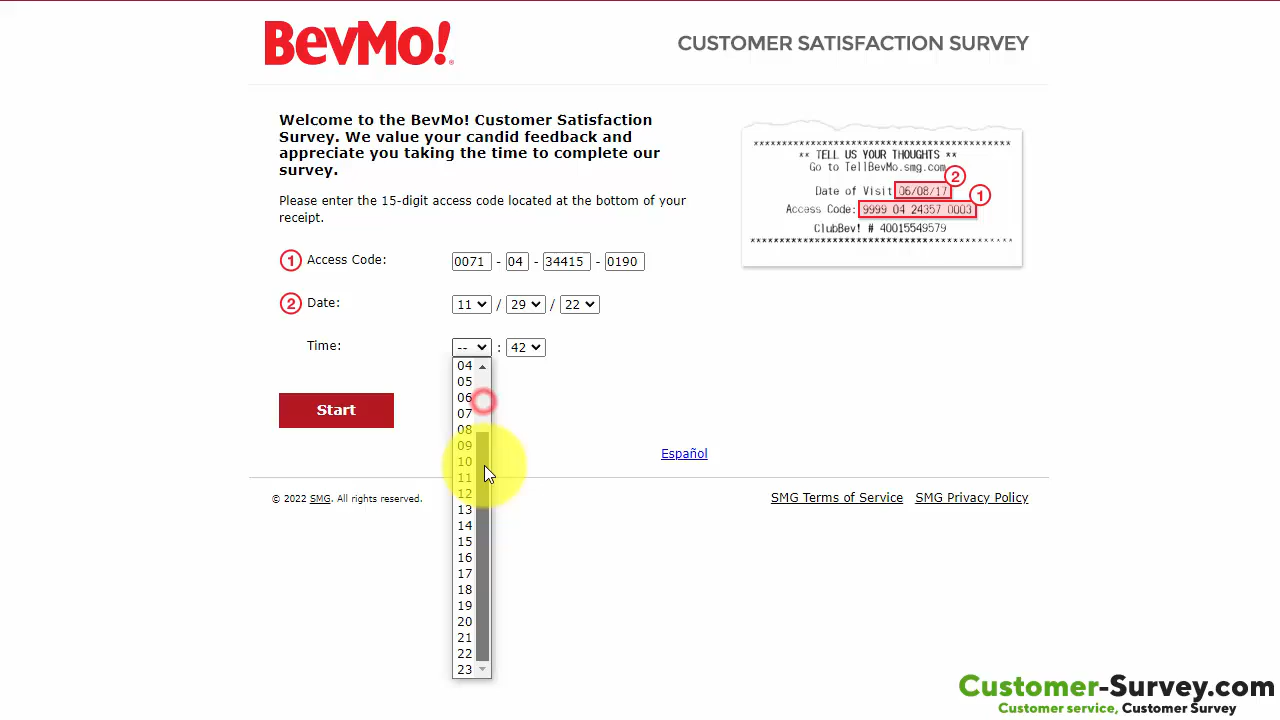 BevMo!
CUSTOMER SATISFACTION SURVEY
Welcome to the BevMo! Customer Satisfaction
Survey. We value your candid feedback and
appreciate you taking the time to complete our
survey.
Please enter the 15-digit access code located at the bottom of your
receipt.
*************************************
** TELL US YOUR THOUGHTS **
Go to TellBevMo.smg.com
2
Date of Visit 06/08/17
1
Access Code: 9999 04 24357 0003
ClubBev! # 40015549579
*************************************
1 Access Code: 0071 - 04 - 34415 - 0190
2 Date: 11 / 29 / 22
Time: -- : 42
04
05
06
07
08
09
10
11
12
13
14
15
16
17
18
19
20
21
22
23
Start
Español
© 2022 SMG. All rights reserved.
SMG Terms of Service SMG Privacy Policy
Customer-Survey.com
Customer service, Customer Survey